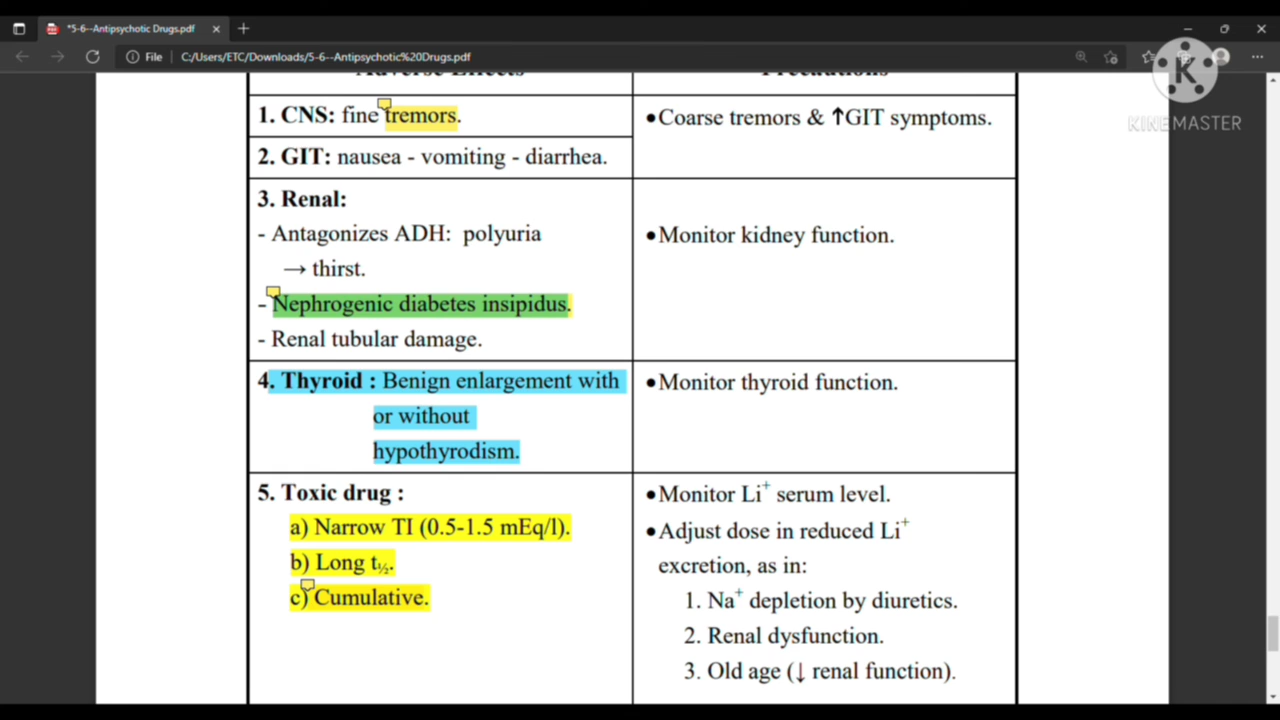 *5-6--Antipsychotic Drugs.pdf
File
C:/Users/ETC/Downloads/5-6--Antipsychotic%20Drugs.pdf
K
KINEMASTER
Adverse Effects
Precautions
1. CNS: fine tremors.
•Coarse tremors & ↑GIT symptoms.
2. GIT: nausea - vomiting - diarrhea.
3. Renal:
- Antagonizes ADH: polyuria
→ thirst.
- Nephrogenic diabetes insipidus.
- Renal tubular damage.
•Monitor kidney function.
4. Thyroid : Benign enlargement with
or without
hypothyrodism.
•Monitor thyroid function.
5. Toxic drug :
a) Narrow TI (0.5-1.5 mEq/l).
b) Long t½.
c) Cumulative.
•Monitor Li⁺ serum level.
•Adjust dose in reduced Li⁺
excretion, as in:
1. Na⁺ depletion by diuretics.
2. Renal dysfunction.
3. Old age (↓ renal function).